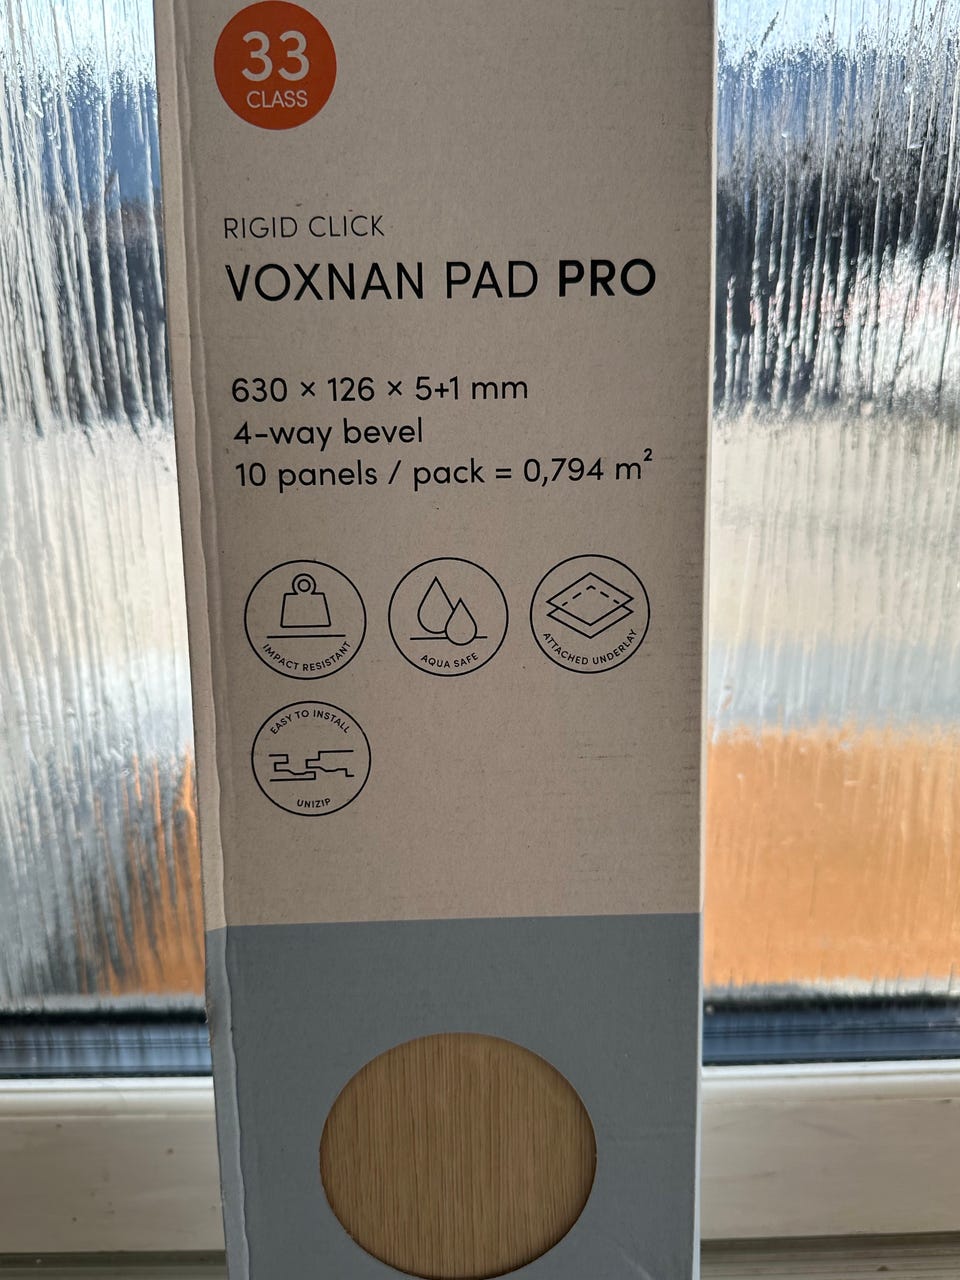 33
CLASS
RIGID CLICK
VOXNAN PAD PRO
630 × 126 × 5+1 mm
4-way bevel
10 panels / pack = 0,794 m²
IMPACT RESISTANT
AQUA SAFE
ATTACHED UNDERLAY
EASY TO INSTALL
UNIZIP